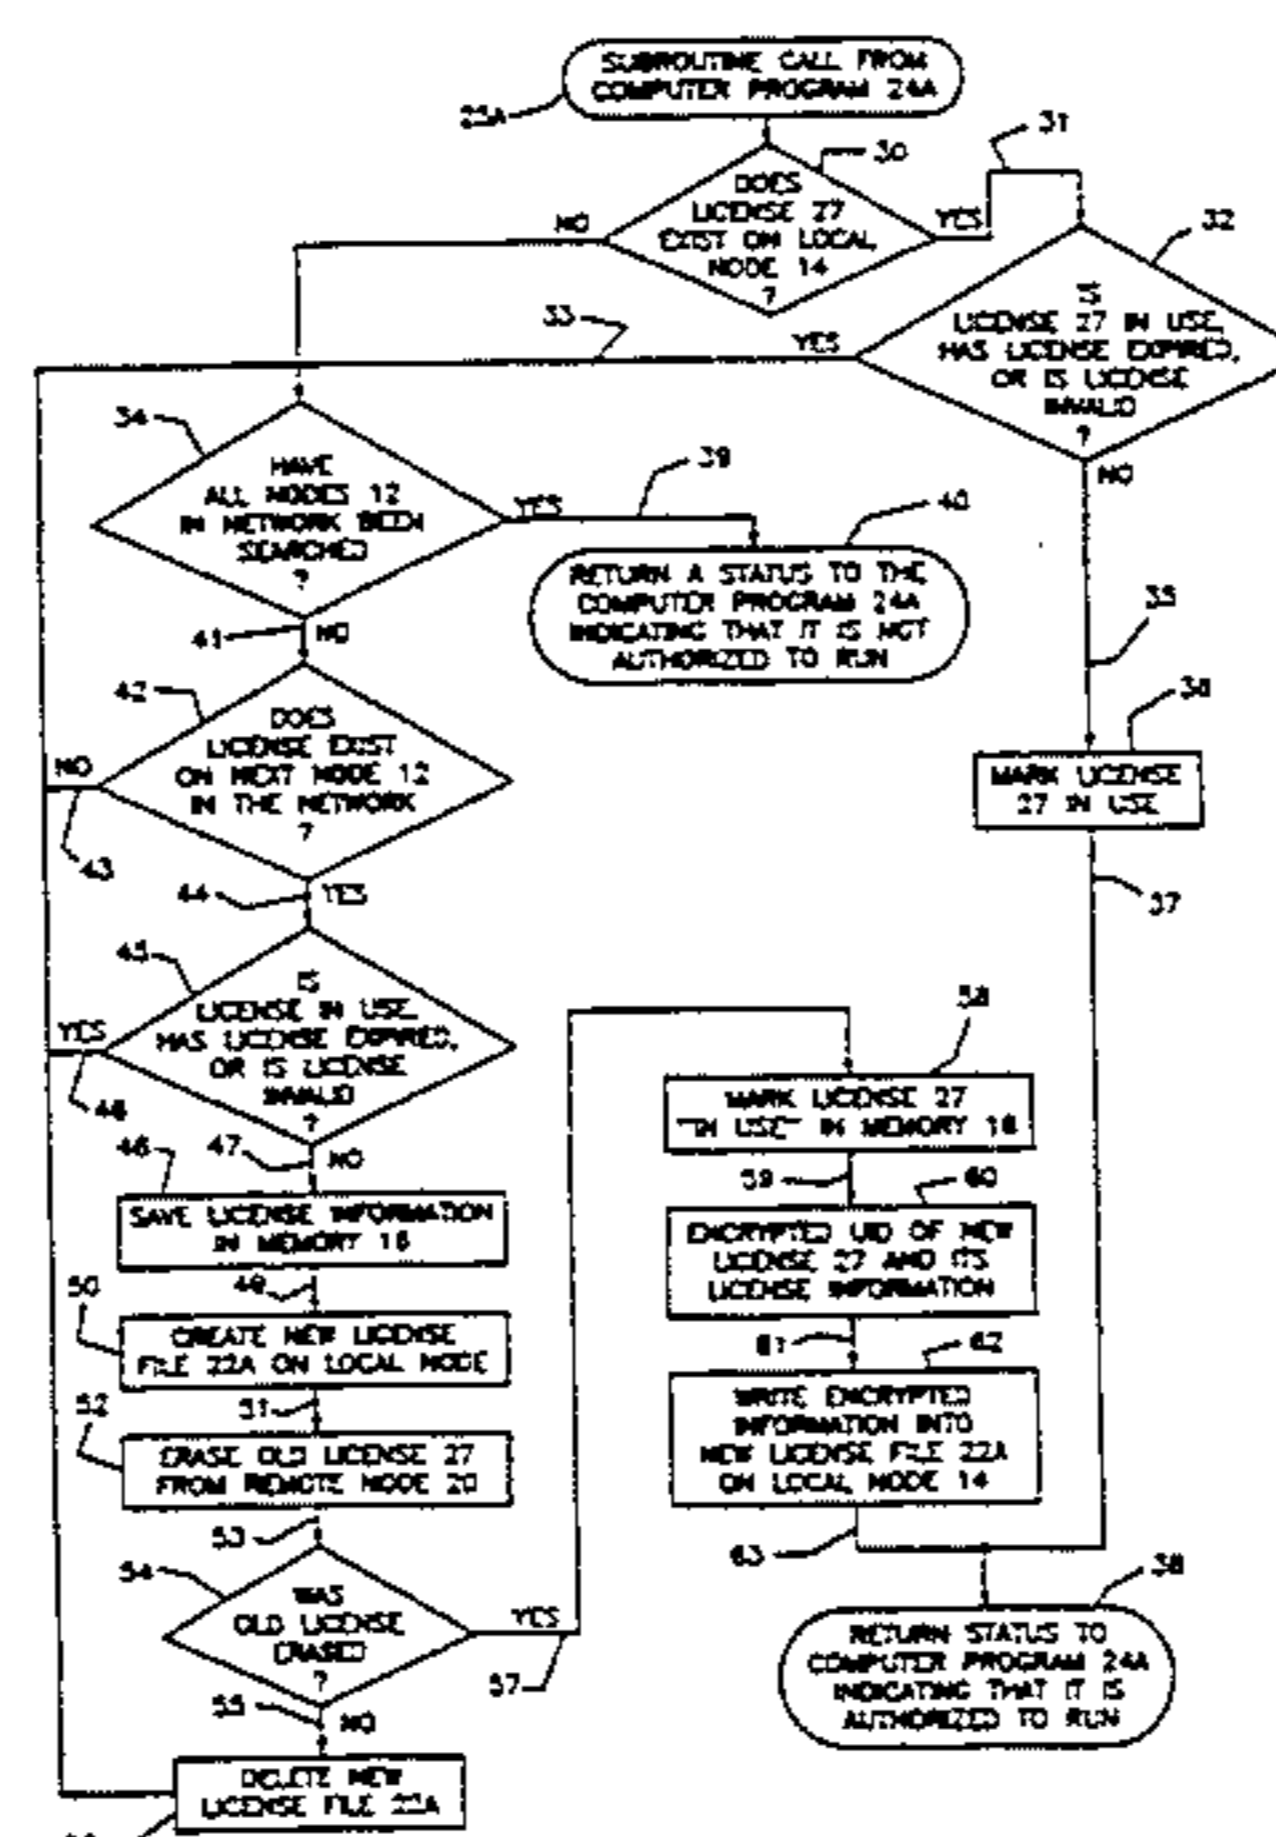 SUBROUTINE CALL FROM
COMPUTER PROGRAM 24A
30
31
DOES
LICENSE 27
EXIST ON LOCAL
NODE 14
?
NO
YES
32
IS
LICENSE 27 IN USE,
HAS LICENSE EXPIRED,
OR IS LICENSE
INVALID
?
33
YES
NO
34
HAVE
ALL NODES 12
IN NETWORK BEEN
SEARCHED
?
YES
39
40
RETURN A STATUS TO THE
COMPUTER PROGRAM 24A
INDICATING THAT IT IS NOT
AUTHORIZED TO RUN
35
41
NO
36
MARK LICENSE
27 IN USE
37
42
DOES
LICENSE EXIST
ON NEXT NODE 12
IN THE NETWORK
?
NO
43
44
YES
45
IS
LICENSE IN USE,
HAS LICENSE EXPIRED,
OR IS LICENSE
INVALID
?
YES
47
NO
SAVE LICENSE INFORMATION
IN MEMORY 16
50
CREATE NEW LICENSE
FILE 22A ON LOCAL NODE
51
52
ERASE OLD LICENSE 27
FROM REMOTE NODE 20
53
54
WAS
OLD LICENSE
ERASED
?
YES
57
55
NO
DELETE NEW
LICENSE FILE 22A
58
MARK LICENSE 27
"IN USE" IN MEMORY 16
59
60
ENCRYPTED UID OF NEW
LICENSE 27 AND ITS
LICENSE INFORMATION
61
62
WRITE ENCRYPTED
INFORMATION INTO
NEW LICENSE FILE 22A
ON LOCAL NODE 14
63
38
RETURN STATUS TO
COMPUTER PROGRAM 24A
INDICATING THAT IT IS
AUTHORIZED TO RUN